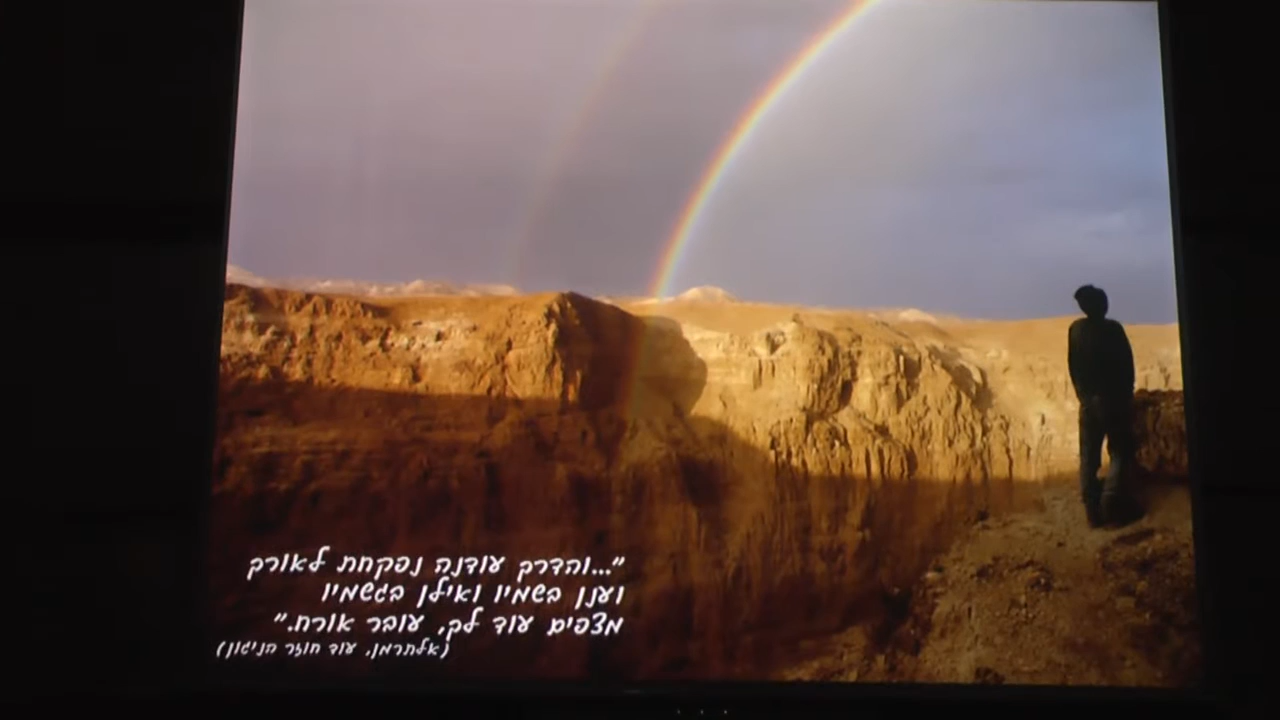 "...והדרך עודנה נפקחת לאורך
וענן בשמיו ואילן בגשמיו
מצפים עוד לך, עובר אורח."
(אלתרמן, עוד חוזר הניגון)